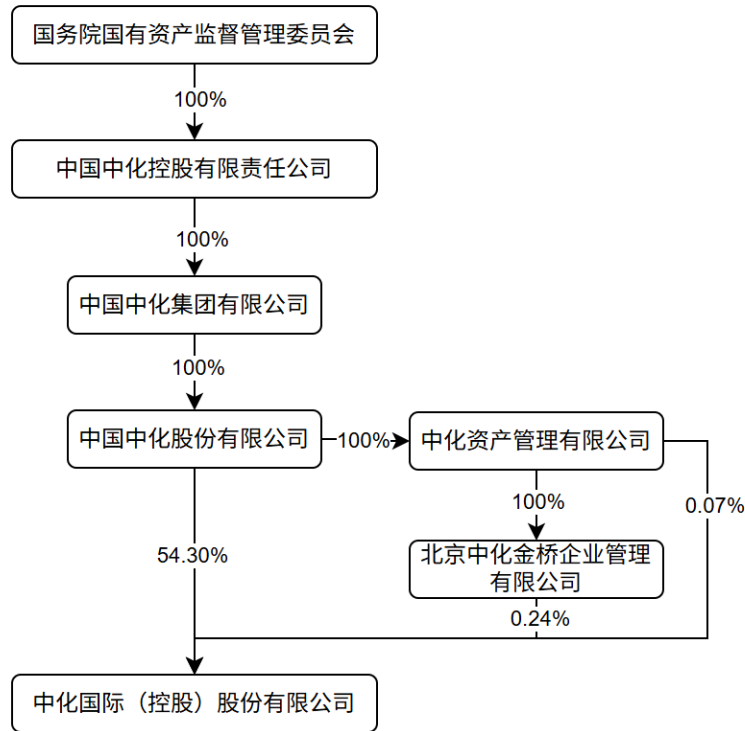 国务院国有资产监督管理委员会
100%
中国中化控股有限责任公司
100%
中国中化集团有限公司
100%
中国中化股份有限公司
100%
中化资产管理有限公司
100%
0.07%
54.30%
北京中化金桥企业管理
有限公司
0.24%
中化国际（控股）股份有限公司